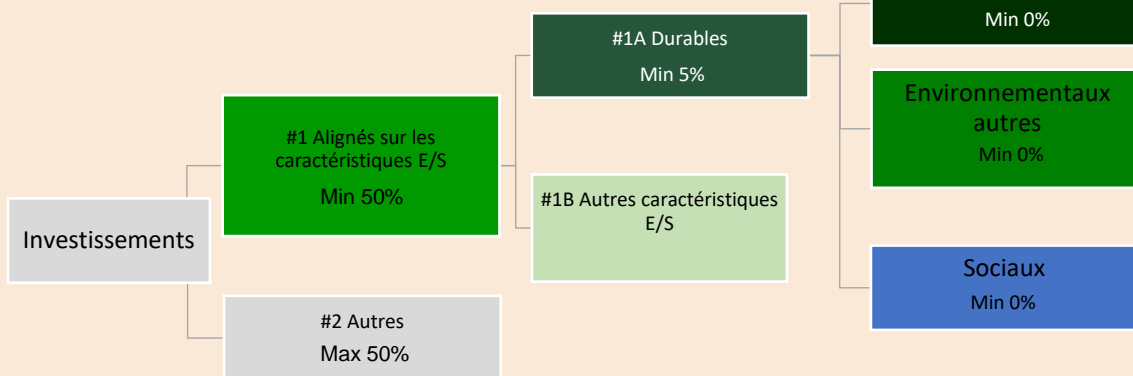 Investissements
#1 Alignés sur les
caractéristiques E/S
Min 50%
#2 Autres
Max 50%
#1A Durables
Min 5%
#1B Autres caractéristiques
E/S
Min 0%
Environnementaux
autres
Min 0%
Sociaux
Min 0%